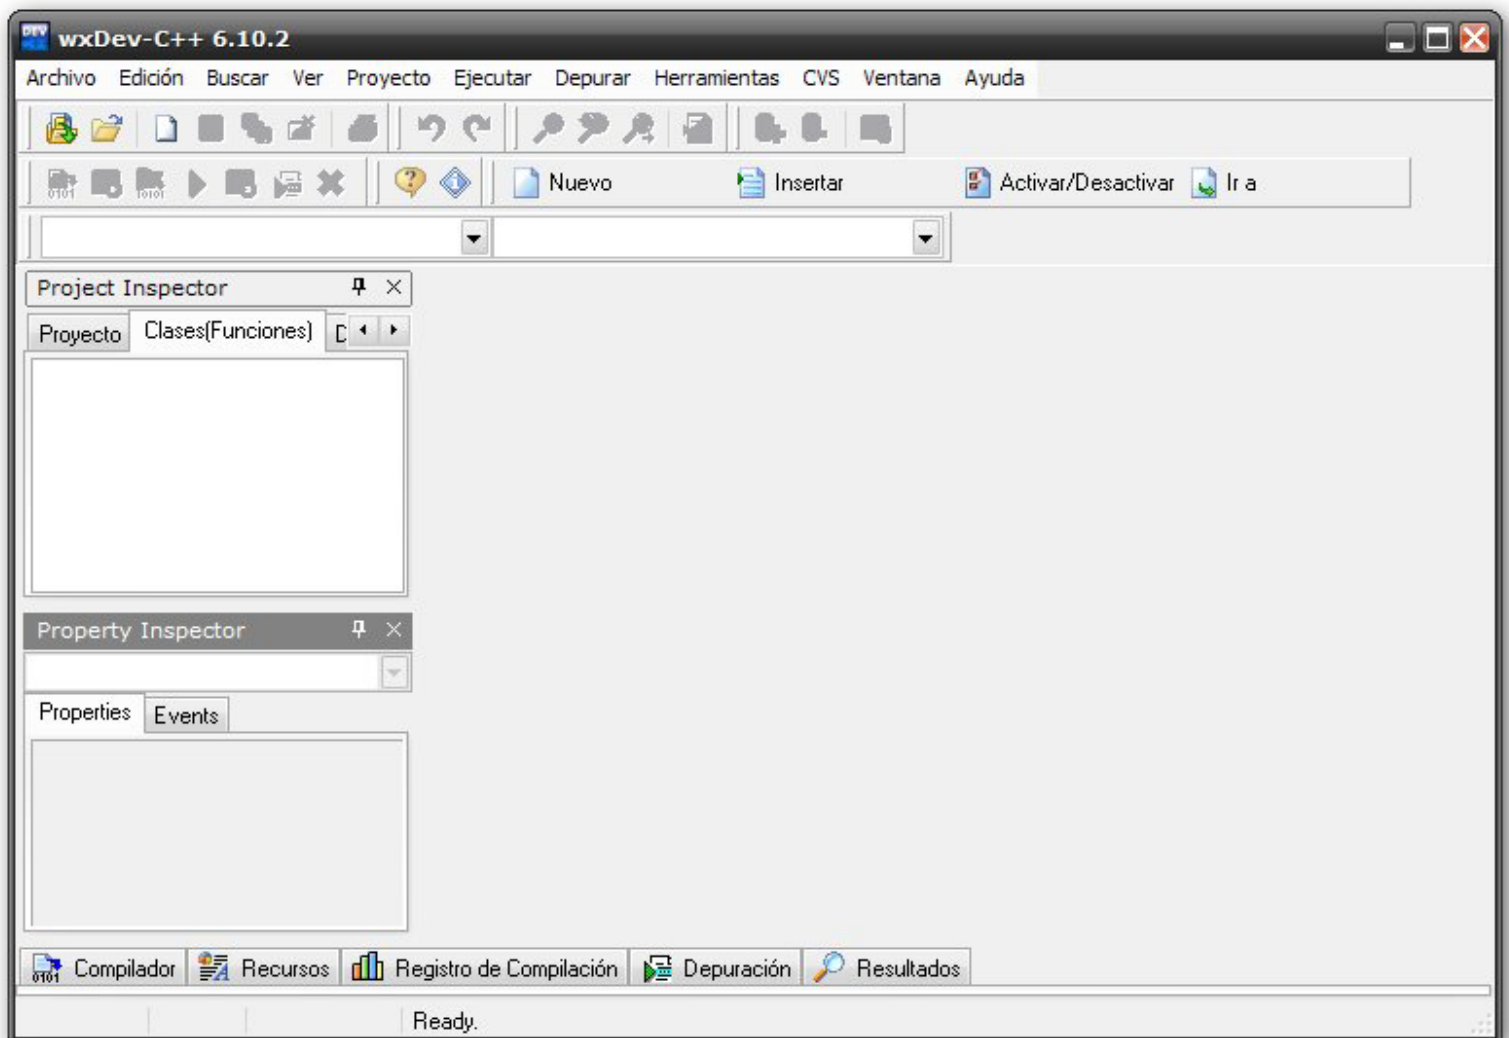 wxDev-C++ 6.10.2
Archivo Edición Buscar Ver Proyecto Ejecutar Depurar Herramientas CVS Ventana Ayuda
Nuevo Insertar Activar/Desactivar Ir a
Project Inspector
Proyecto Clases(Funciones)
Property Inspector
Properties Events
Compilador Recursos Registro de Compilación Depuración Resultados
Ready.